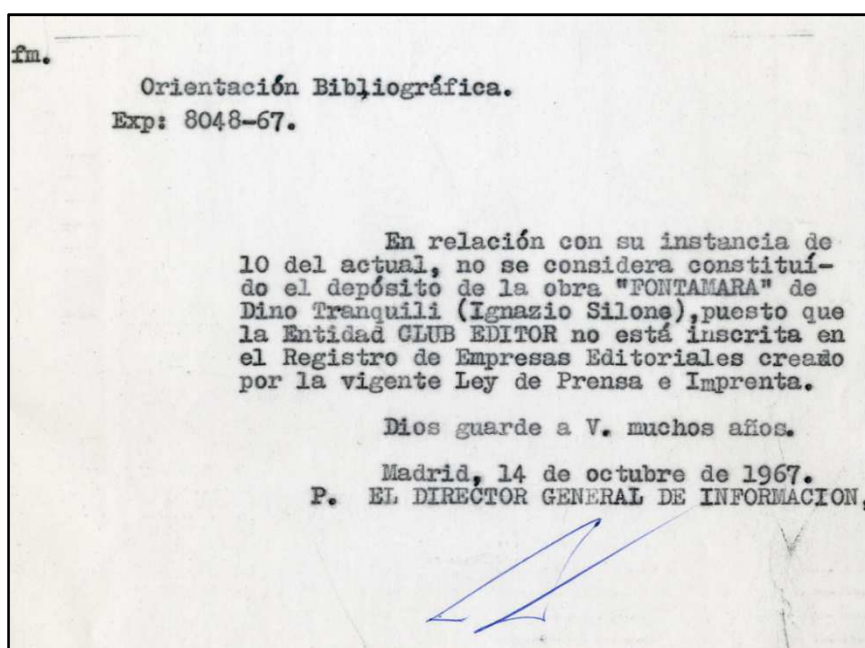 fm.
Orientación Bibliográfica.
Exp: 8048-67.
En relación con su instancia de
10 del actual, no se considera constituí-
do el depósito de la obra "FONTAMARA" de
Dino Tranquili (Ignazio Silone),puesto que
la Entidad CLUB EDITOR no está inscrita en
el Registro de Empresas Editoriales creado
por la vigente Ley de Prensa e Imprenta.
Dios guarde a V. muchos años.
Madrid, 14 de octubre de 1967.
P. EL DIRECTOR GENERAL DE INFORMACION,